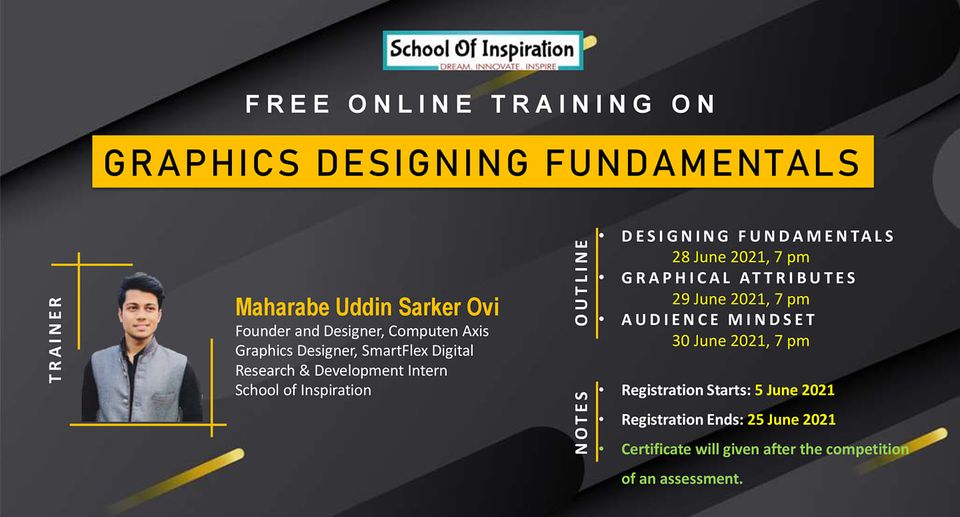 School Of Inspiration
DREAM. INNOVATE. INSPIRE
FREE ONLINE TRAINING ON
GRAPHICS DESIGNING FUNDAMENTALS
TRAINER
Maharabe Uddin Sarker Ovi
Founder and Designer, Computen Axis
Graphics Designer, SmartFlex Digital
Research & Development Intern
School of Inspiration
OUTLINE
• DESIGNING FUNDAMENTALS
28 June 2021, 7 pm
• GRAPHICAL ATTRIBUTES
29 June 2021, 7 pm
• AUDIENCE MINDSET
30 June 2021, 7 pm
NOTES
• Registration Starts: 5 June 2021
• Registration Ends: 25 June 2021
• Certificate will given after the competition
of an assessment.